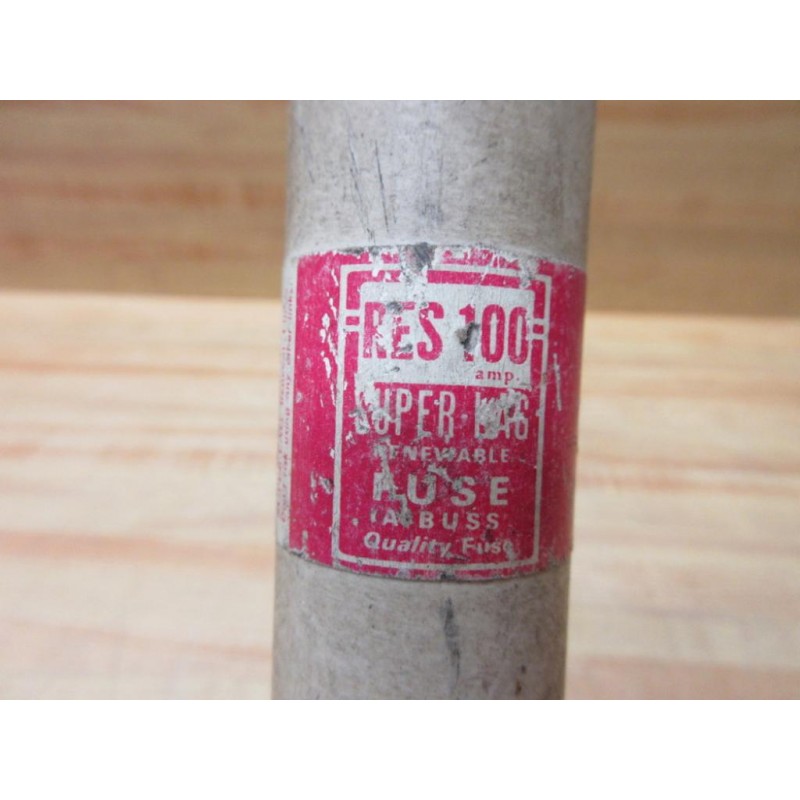 RES 100
amp.
SUPER-LAG
RENEWABLE
FUSE
A BUSS
Quality Fuse